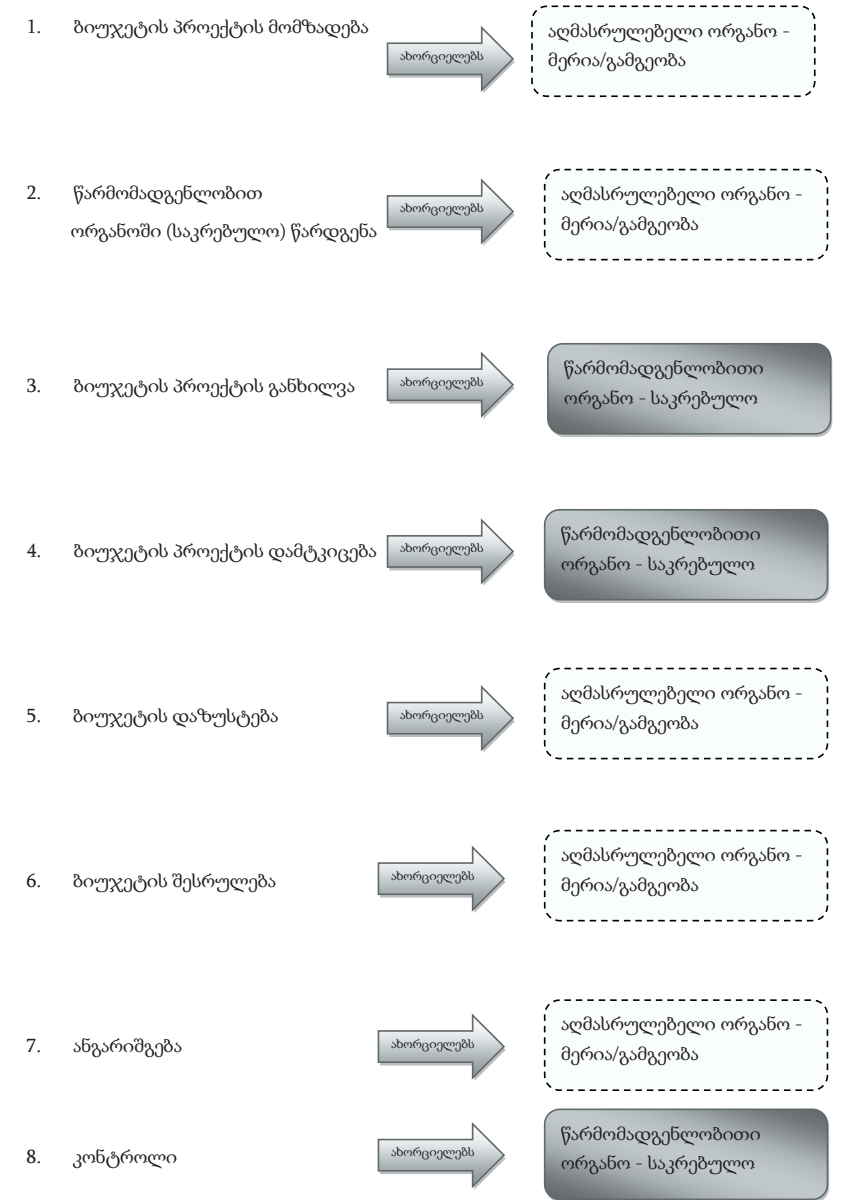 1. ბიუჯეტის პროექტის მომზადება
ახორციელებს
აღმასრულებელი ორგანო -
მერია/გამგეობა
2. წარმომადგენლობით
ორგანოში (საკრებულო) წარდგენა
ახორციელებს
აღმასრულებელი ორგანო -
მერია/გამგეობა
3. ბიუჯეტის პროექტის განხილვა
ახორციელებს
წარმომადგენლობითი
ორგანო - საკრებულო
4. ბიუჯეტის პროექტის დამტკიცება
ახორციელებს
წარმომადგენლობითი
ორგანო - საკრებულო
5. ბიუჯეტის დაზუსტება
ახორციელებს
აღმასრულებელი ორგანო -
მერია/გამგეობა
6. ბიუჯეტის შესრულება
ახორციელებს
აღმასრულებელი ორგანო -
მერია/გამგეობა
7. ანგარიშგება
ახორციელებს
აღმასრულებელი ორგანო -
მერია/გამგეობა
8. კონტროლი
ახორციელებს
წარმომადგენლობითი
ორგანო - საკრებულო